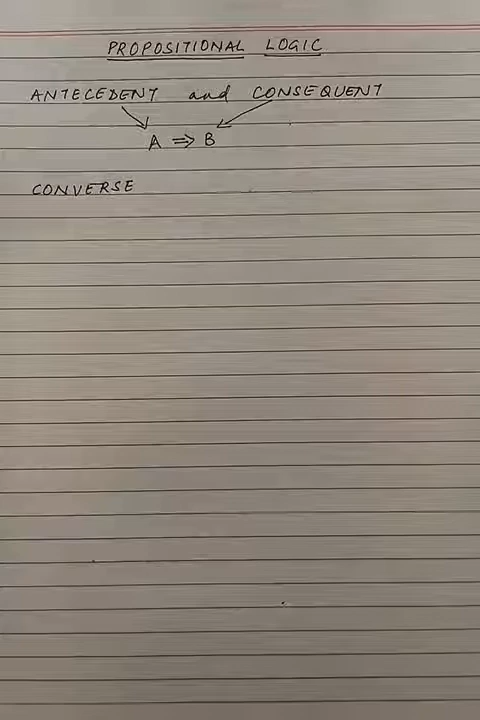 PROPOSITIONAL LOGIC
ANTECEDENT and CONSEQUENT
A ⇒ B
CONVERSE